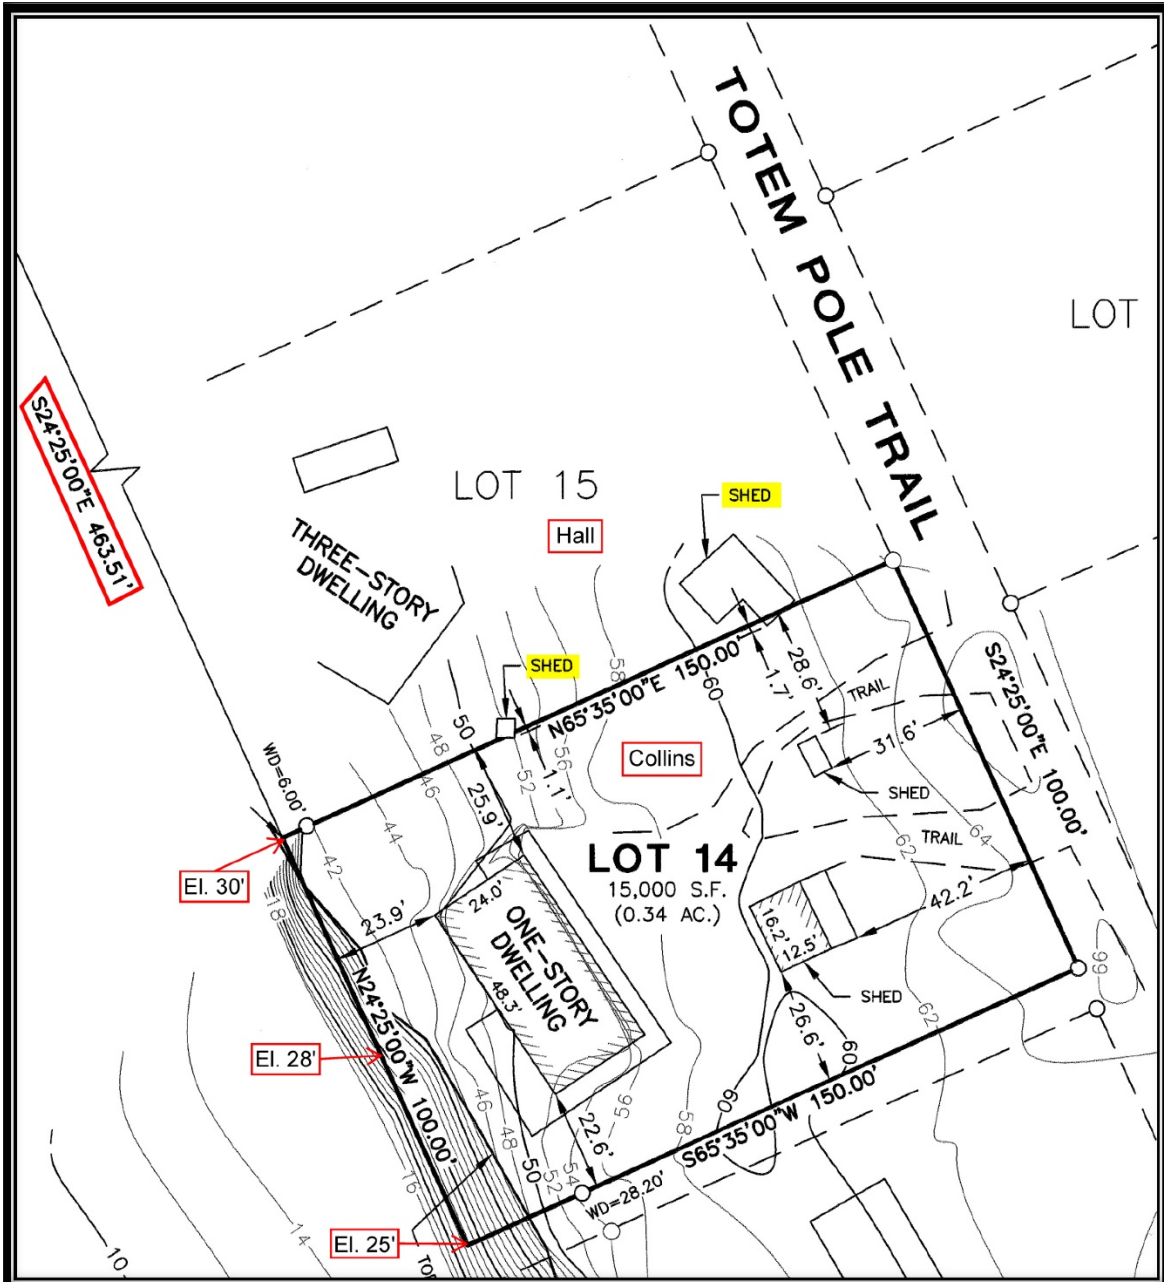 TOTEM POLE TRAIL
LOT
S24°25'00"E 463.51'
LOT 15
SHED
Hall
THREE–STORY
DWELLING
SHED
58
N65°35'00"E 150.00'
60
1.7'
28.6'
TRAIL
S24°25'00"E 100.00'
50
48
46
52
56
1.1'
Collins
31.6'
SHED
WD=6.00'
25.9'
44
42
62
64
TRAIL
LOT 14
15,000 S.F.
(0.34 AC.)
El. 30'
18
23.9'
24.0'
ONE–STORY
DWELLING
48.3'
16.2'
12.5'
42.2'
SHED
66
N24°25'00"W 100.00'
26.6'
62
El. 28'
60
60
S65°35'00"W 150.00'
46
48
50
52
54
56
58
22.6'
WD=28.20'
16
14
10
El. 25'